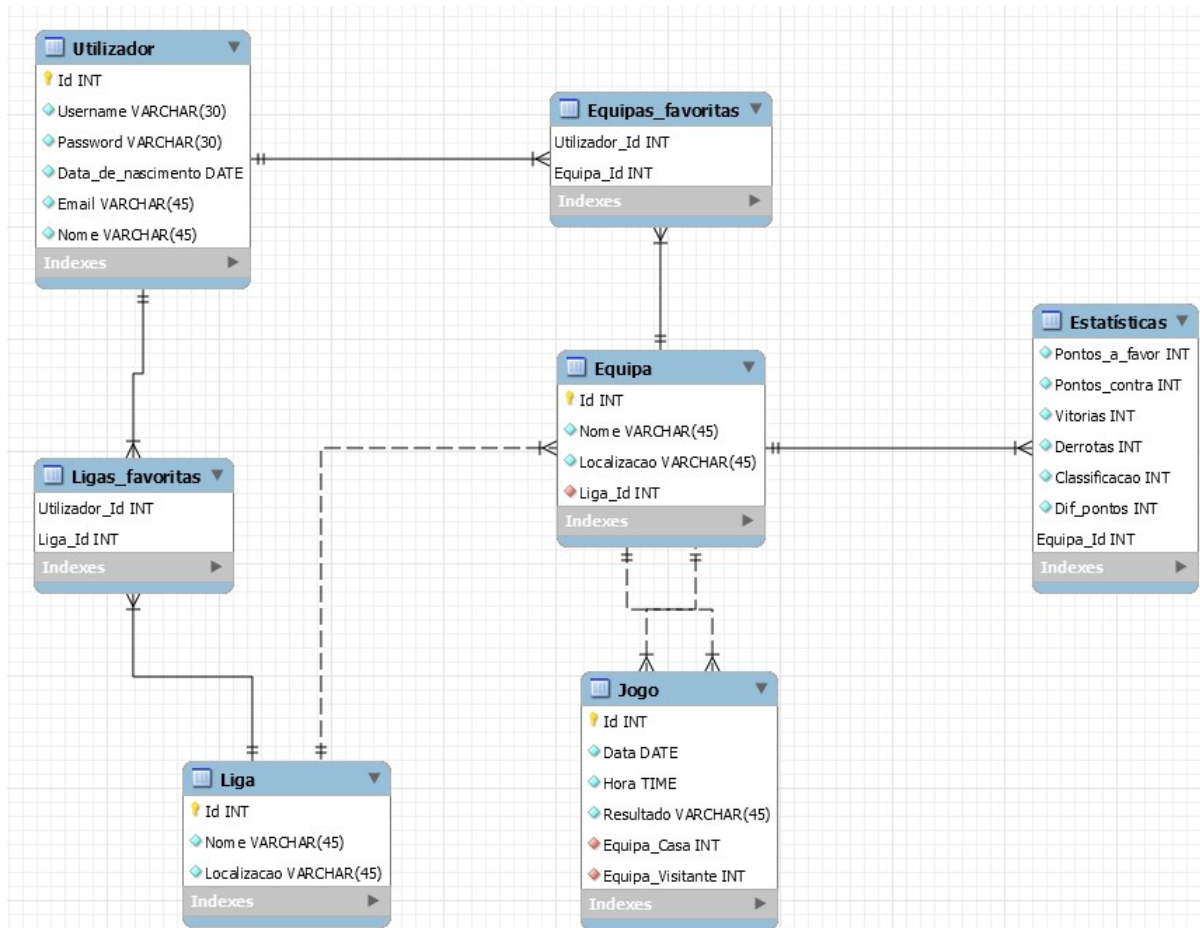 Utilizador
Id INT
Username VARCHAR(30)
Password VARCHAR(30)
Data_de_nascimento DATE
Email VARCHAR(45)
Nome VARCHAR(45)
Indexes
Equipas_favoritas
Utilizador_Id INT
Equipa_Id INT
Indexes
Estatísticas
Pontos_a_favor INT
Pontos_contra INT
Vitorias INT
Derrotas INT
Classificacao INT
Dif_pontos INT
Equipa_Id INT
Indexes
Equipa
Id INT
Nome VARCHAR(45)
Localizacao VARCHAR(45)
Liga_Id INT
Indexes
Ligas_favoritas
Utilizador_Id INT
Liga_Id INT
Indexes
Jogo
Id INT
Data DATE
Hora TIME
Resultado VARCHAR(45)
Equipa_Casa INT
Equipa_Visitante INT
Indexes
Liga
Id INT
Nome VARCHAR(45)
Localizacao VARCHAR(45)
Indexes